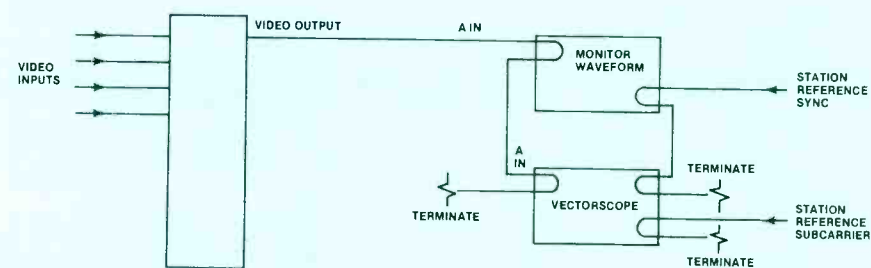 VIDEO OUTPUT
A IN
VIDEO
INPUTS
MONITOR
WAVEFORM
STATION
REFERENCE
SYNC
A
IN
TERMINATE
VECTORSCOPE
TERMINATE
STATION
REFERENCE
SUBCARRIER
TERMINATE